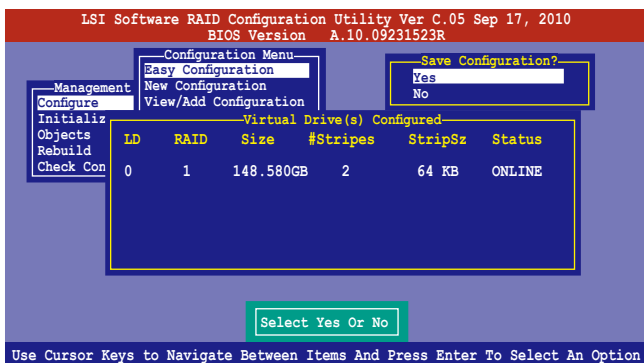 LSI Software RAID Configuration Utility Ver C.05 Sep 17, 2010
BIOS Version A.10.09231523R
Configuration Menu
Easy Configuration
New Configuration
View/Add Configuration
Save Configuration?
Yes
No
Management
Configure
Initializ
Objects
Rebuild
Check Con
Virtual Drive(s) Configured
LD RAID Size #Stripes StripSz Status
0 1 148.580GB 2 64 KB ONLINE
Select Yes Or No
Use Cursor Keys to Navigate Between Items And Press Enter To Select An Option